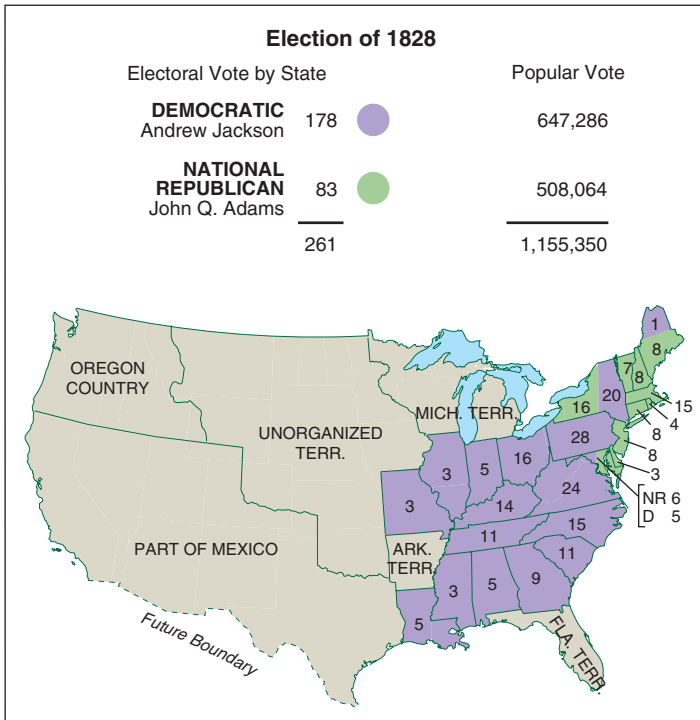 Election of 1828
Electoral Vote by State Popular Vote
DEMOCRATIC
Andrew Jackson 178 647,286
NATIONAL
REPUBLICAN
John Q. Adams 83 508,064
261 1,155,350
OREGON
COUNTRY
UNORGANIZED
TERR.
MICH. TERR.
PART OF MEXICO
ARK.
TERR.
FLA. TERR.
Future Boundary
1
8
7
8
15
4
8
8
3
NR 6
D 5
16
20
28
3
5
16
24
3
14
15
11
11
3
5
9
5